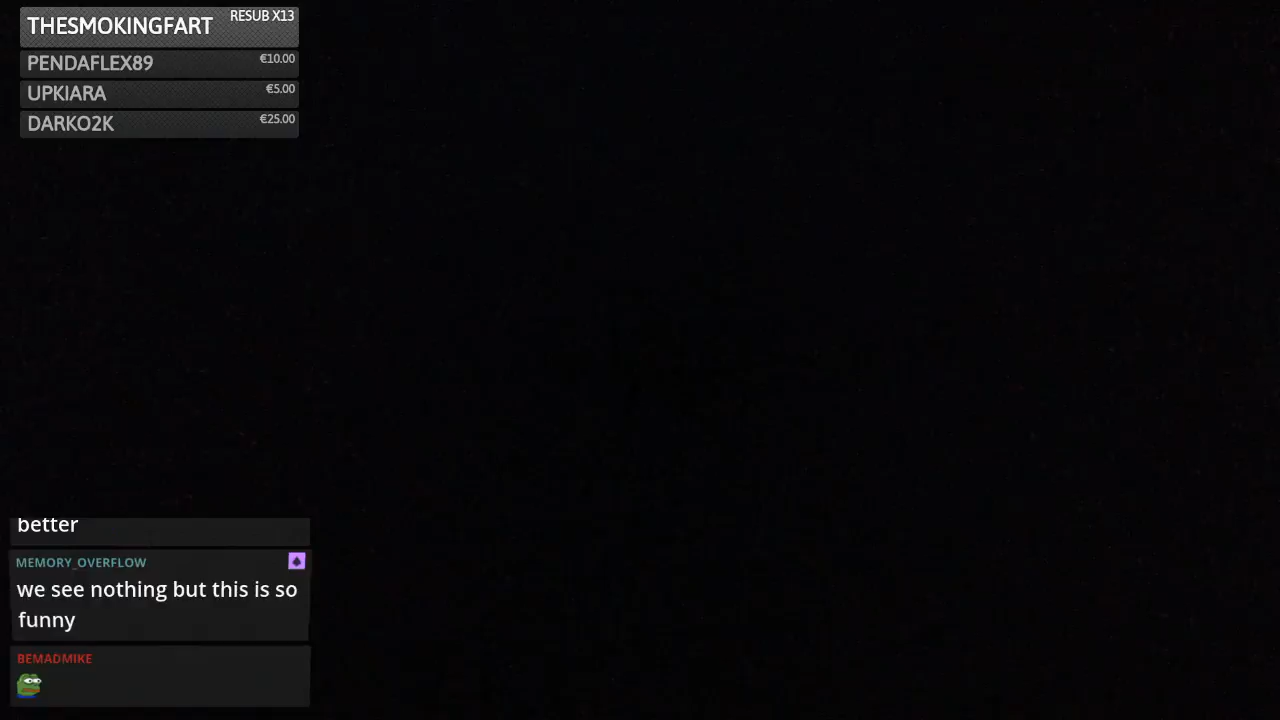 THESMOKINGFART RESUB X13
PENDAFLEX89 €10.00
UPKIARA €5.00
DARKO2K €25.00
better
MEMORY_OVERFLOW
we see nothing but this is so
funny
BEMADMIKE